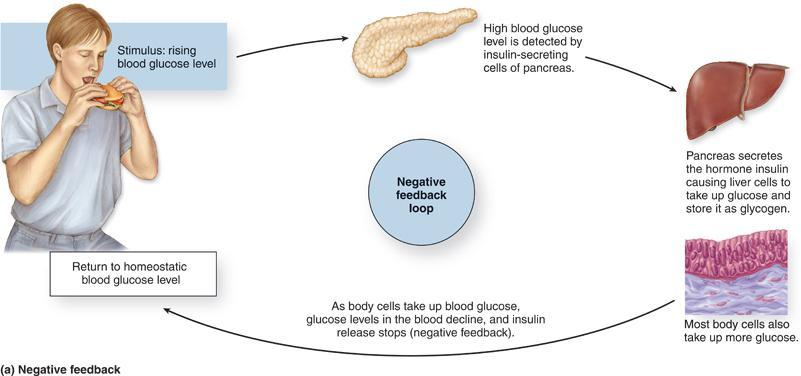 Stimulus: rising
blood glucose level
High blood glucose
level is detected by
insulin-secreting
cells of pancreas.
Pancreas secretes
the hormone insulin
causing liver cells to
take up glucose and
store it as glycogen.
Negative
feedback
loop
Most body cells also
take up more glucose.
As body cells take up blood glucose,
glucose levels in the blood decline, and insulin
release stops (negative feedback).
Return to homeostatic
blood glucose level
(a) Negative feedback